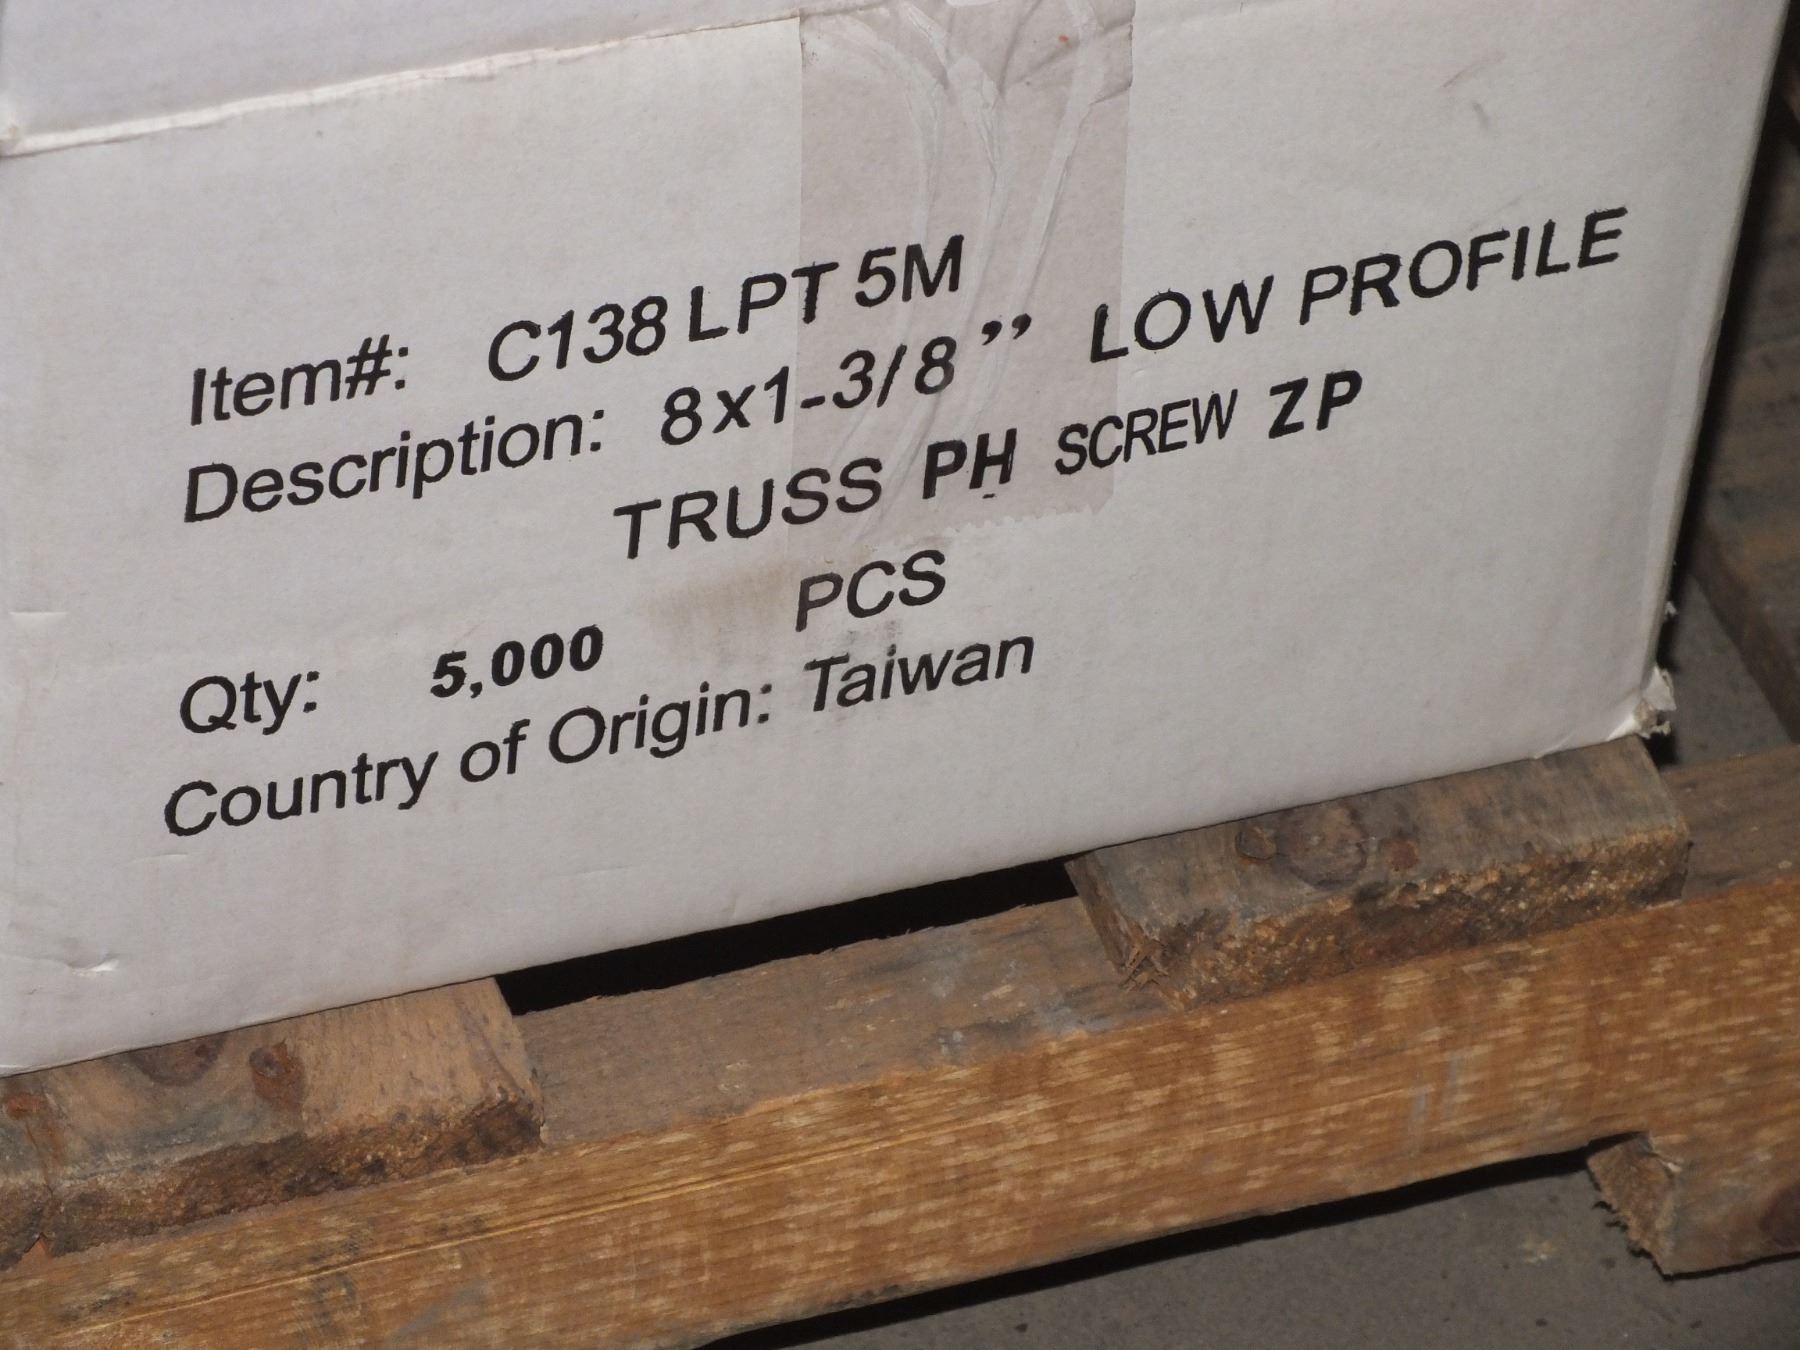 Item#: C138 LPT 5M
Description: 8x1-3/8” LOW PROFILE
TRUSS PH SCREW ZP
Qty: 5,000 PCS
Country of Origin: Taiwan